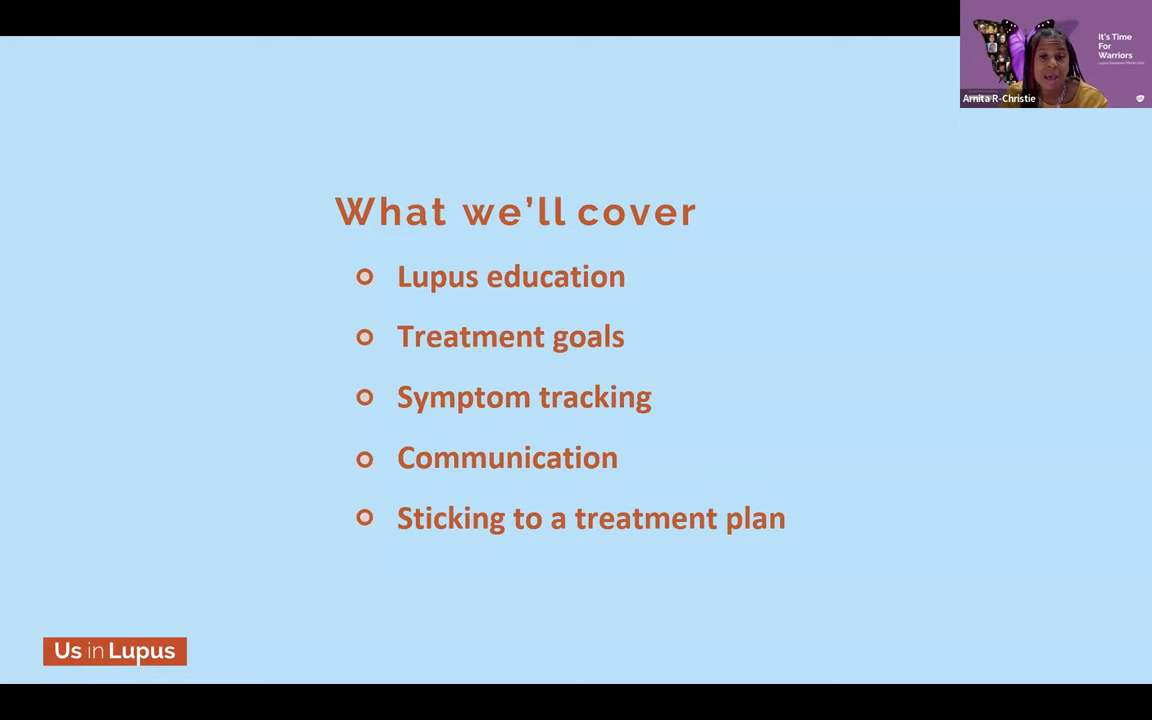 It's Time
For
Warriors
Arnita R-Christie
What we'll cover
Lupus education
Treatment goals
Symptom tracking
Communication
Sticking to a treatment plan
Us in Lupus